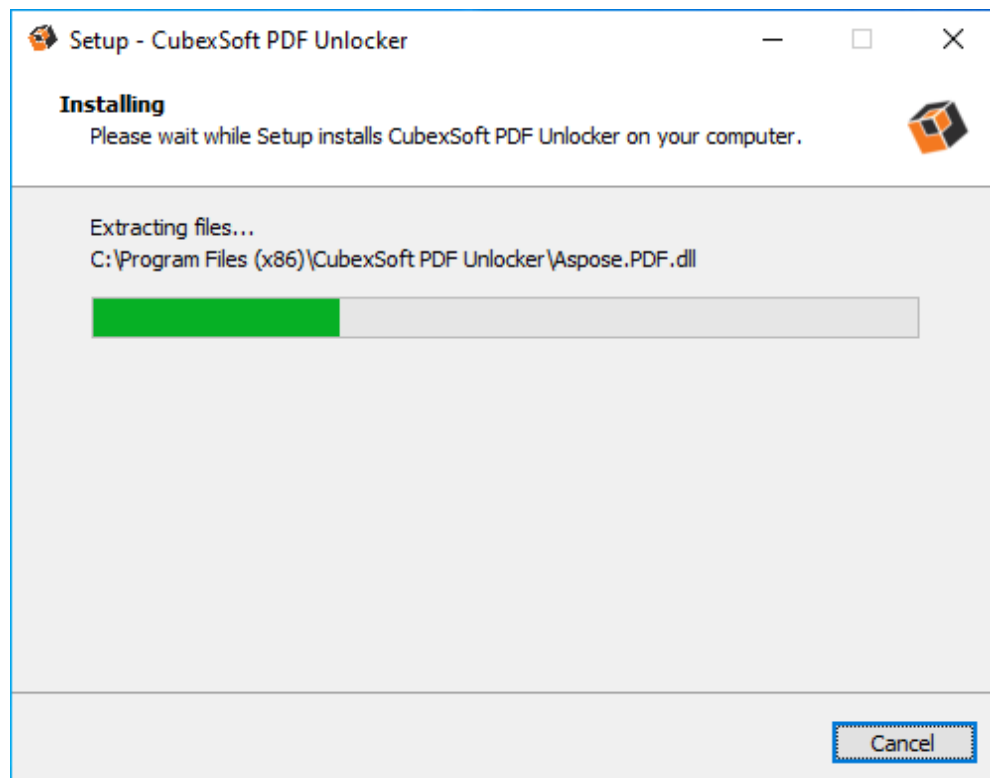 Setup - CubexSoft PDF Unlocker
Installing
Please wait while Setup installs CubexSoft PDF Unlocker on your computer.
Extracting files...
C:\Program Files (x86)\CubexSoft PDF Unlocker\Aspose.PDF.dll
Cancel